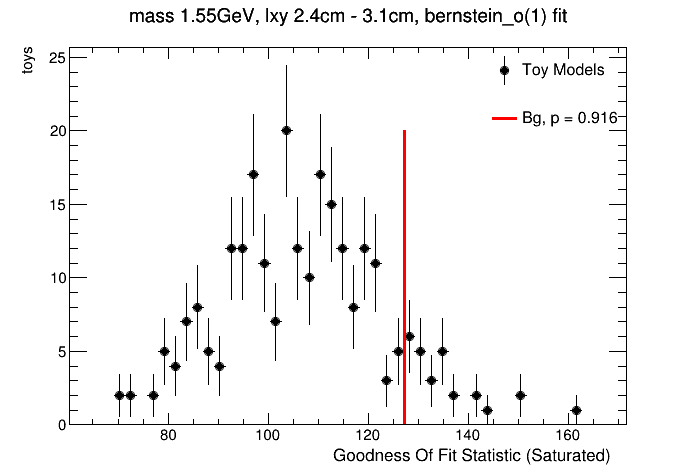 mass 1.55GeV, lxy 2.4cm - 3.1cm, bernstein_o(1) fit
toys
25
20
15
10
5
0
Toy Models
Bg, p = 0.916
80 100 120 140 160
Goodness Of Fit Statistic (Saturated)